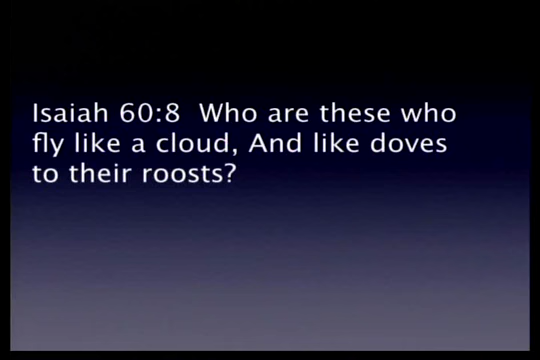 Isaiah 60:8  Who are these who
fly like a cloud, And like doves
to their roosts?